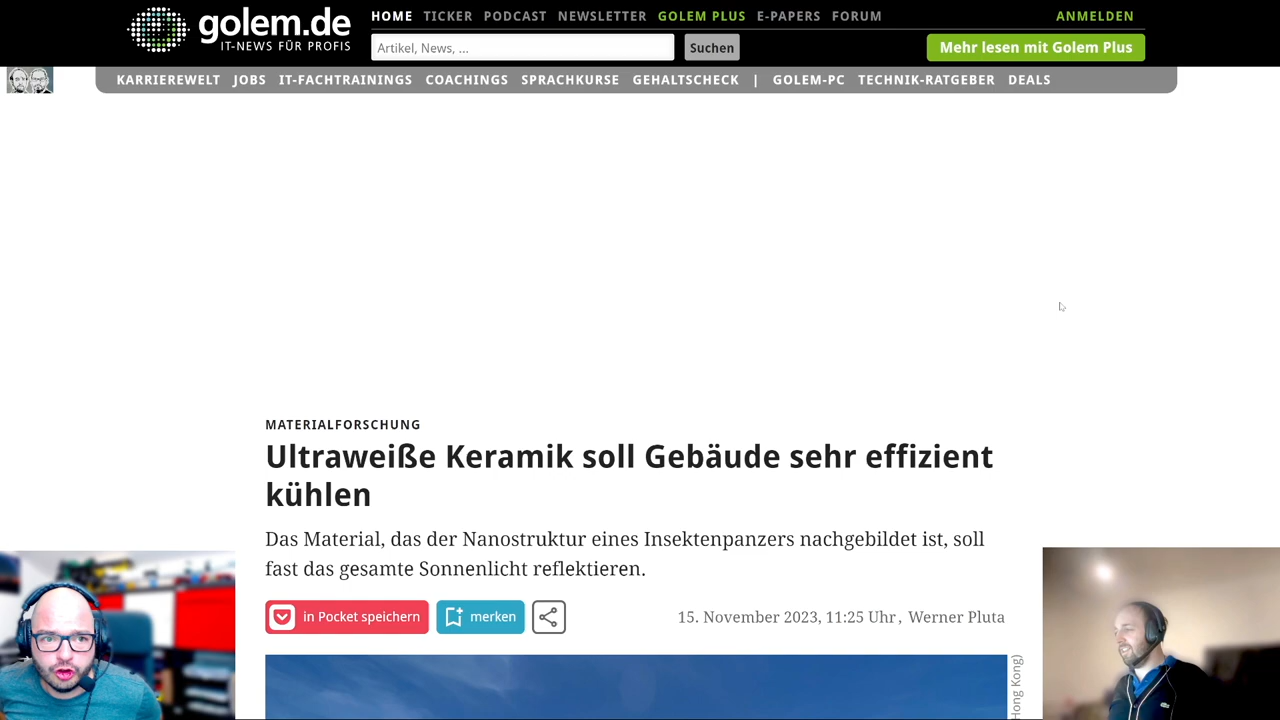 golem.de
IT-NEWS FÜR PROFIS
HOME TICKER PODCAST NEWSLETTER GOLEM PLUS E-PAPERS FORUM ANMELDEN
Artikel, News, ... Suchen Mehr lesen mit Golem Plus
KARRIEREWELT JOBS IT-FACHTRAININGS COACHINGS SPRACHKURSE GEHALTSCHECK | GOLEM-PC TECHNIK-RATGEBER DEALS
MATERIALFORSCHUNG
Ultraweiße Keramik soll Gebäude sehr effizient
kühlen
Das Material, das der Nanostruktur eines Insektenpanzers nachgebildet ist, soll
fast das gesamte Sonnenlicht reflektieren.
in Pocket speichern merken 15. November 2023, 11:25 Uhr, Werner Pluta
Hong Kong)